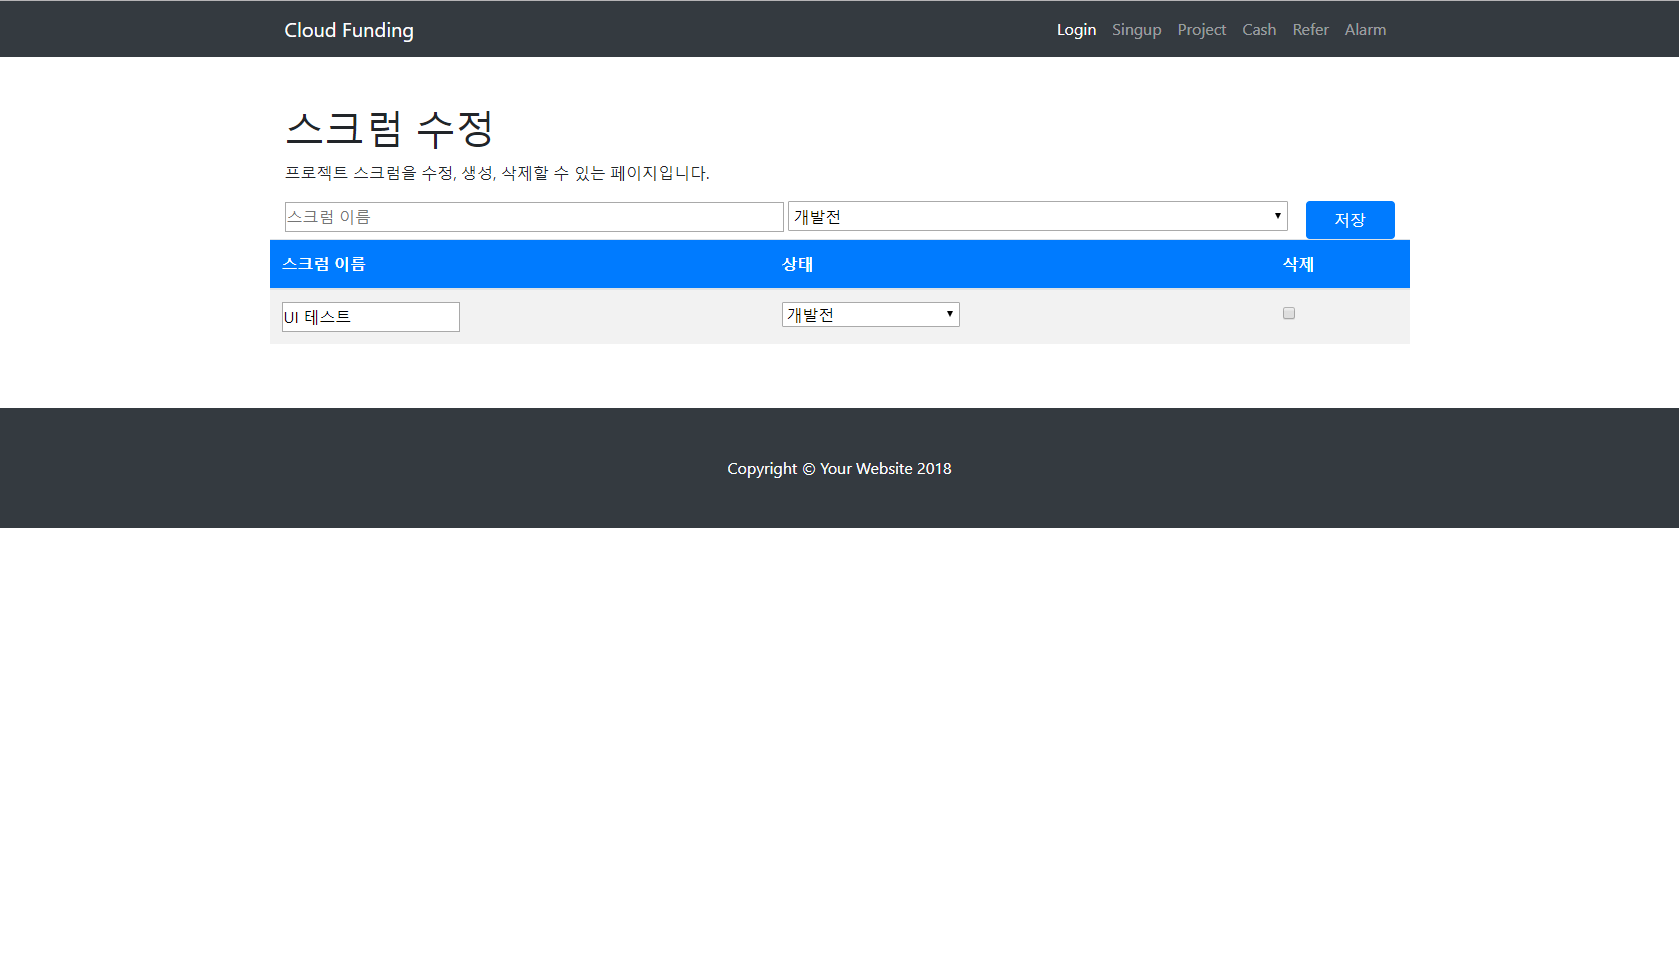 Cloud Funding Login Singup Project Cash Refer Alarm
스크럼 수정
프로젝트 스크럼을 수정, 생성, 삭제할 수 있는 페이지입니다.
스크럼 이름 개발전 저장
스크럼 이름 상태 삭제
UI 테스트 개발전
Copyright © Your Website 2018